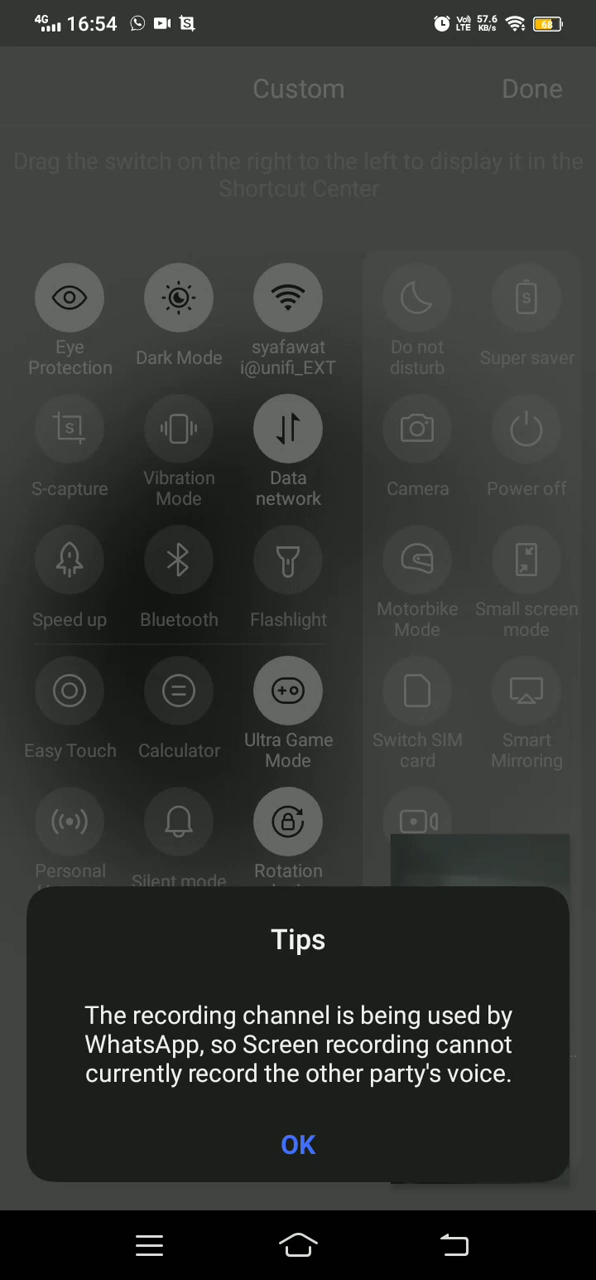 4G 16:54 Vo) LTE 57.6 KB/s 68
Custom Done
Drag the switch on the right to the left to display it in the
Shortcut Center
Eye
Protection
Dark Mode
syafawat
i@unifi_EXT
Do not
disturb
Super saver
S-capture
Vibration
Mode
Data
network
Camera
Power off
Speed up
Bluetooth
Flashlight
Motorbike
Mode
Small screen
mode
Easy Touch
Calculator
Ultra Game
Mode
Switch SIM
card
Smart
Mirroring
Personal
Silent mode
Rotation
Tips
The recording channel is being used by
WhatsApp, so Screen recording cannot
currently record the other party's voice.
OK